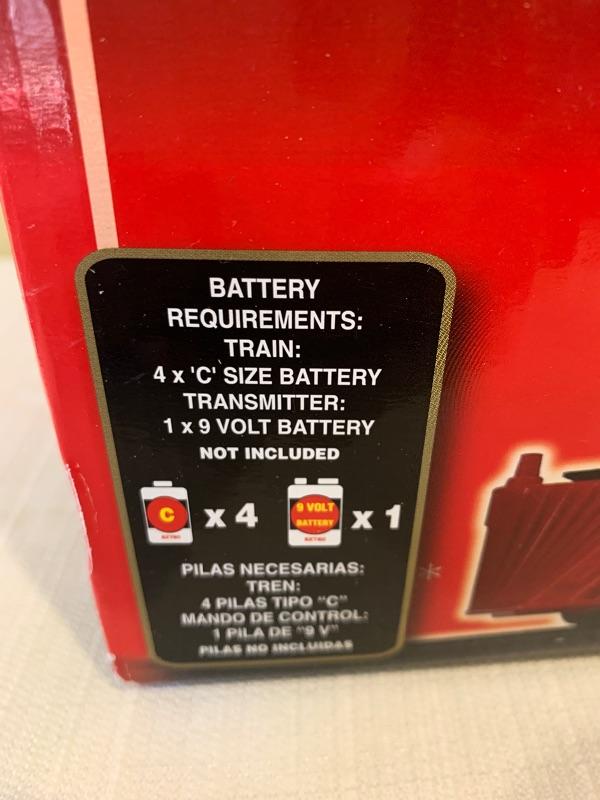 BATTERY
REQUIREMENTS:
TRAIN:
4 x 'C' SIZE BATTERY
TRANSMITTER:
1 x 9 VOLT BATTERY
NOT INCLUDED
C
x 4
9 VOLT
BATTERY
x 1
PILAS NECESARIAS:
TREN:
4 PILAS TIPO "C"
MANDO DE CONTROL:
1 PILA DE "9 V"
PILAS NO INCLUIDAS